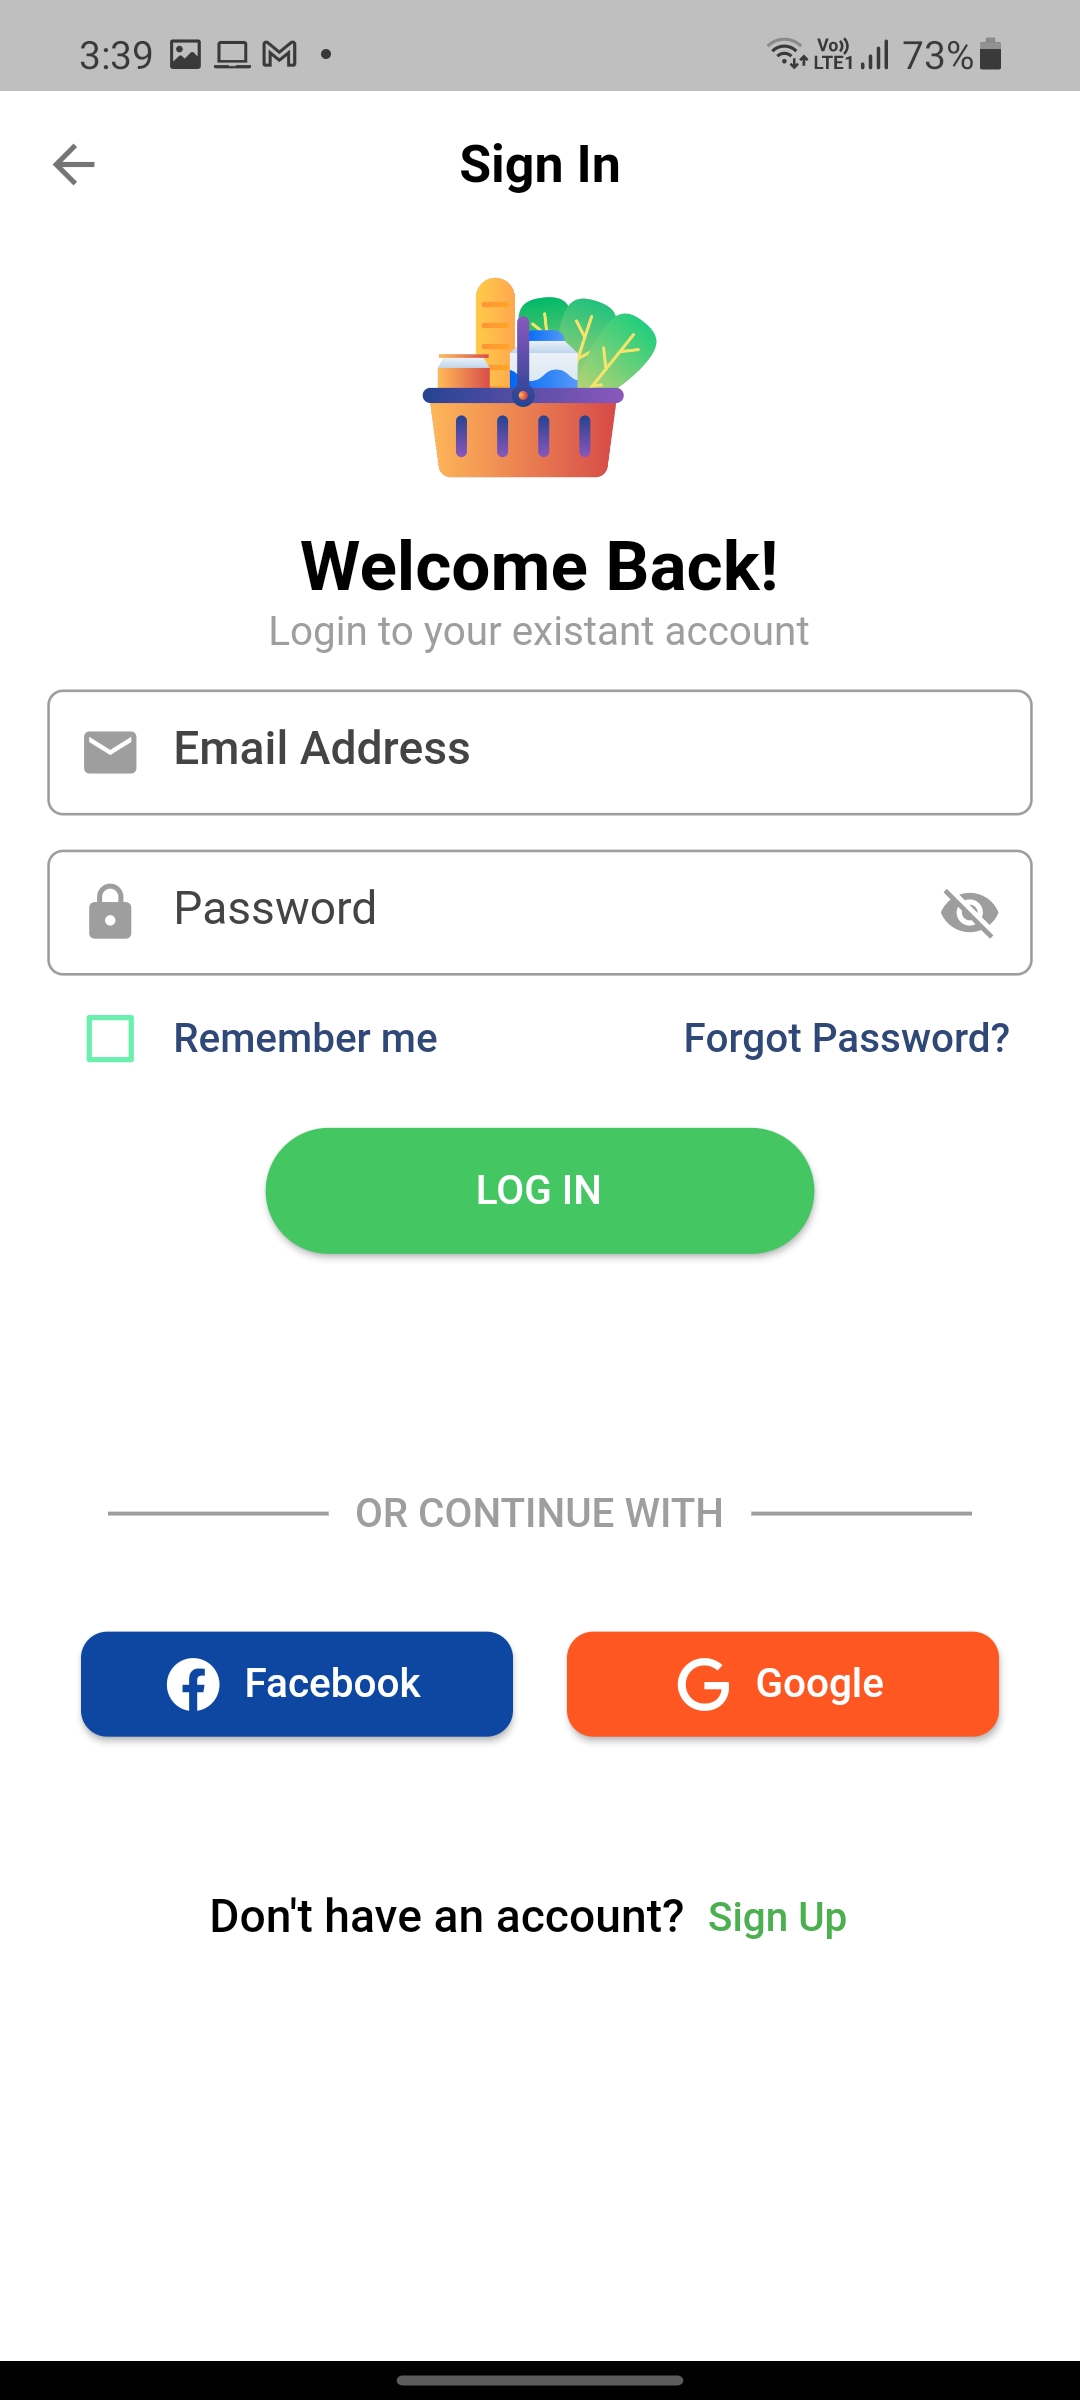 3:39 Vo)) LTE1 73%
Sign In
Welcome Back!
Login to your existant account
Email Address
Password
Remember me Forgot Password?
LOG IN
OR CONTINUE WITH
Facebook Google
Don't have an account? Sign Up